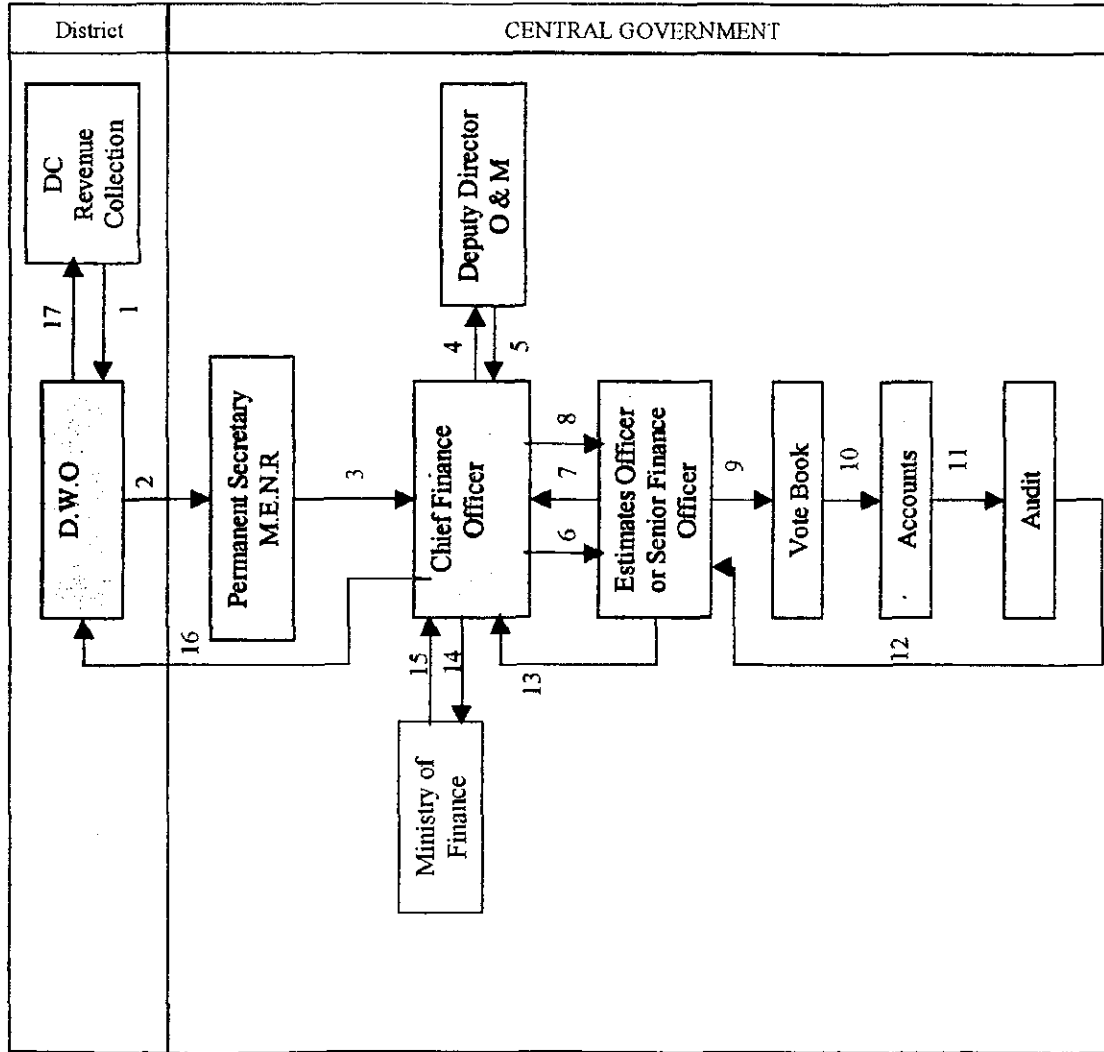 District
CENTRAL GOVERNMENT
DC
Revenue
Collection
17
1
D.W.O
2
Permanent Secretary
M.E.N.R
3
16
Deputy Director
O & M
4
5
Chief Finance
Officer
15
14
Ministry of
Finance
8
7
6
13
Estimates Officer
or Senior Finance
Officer
9
Vote Book
10
Accounts
11
Audit
12